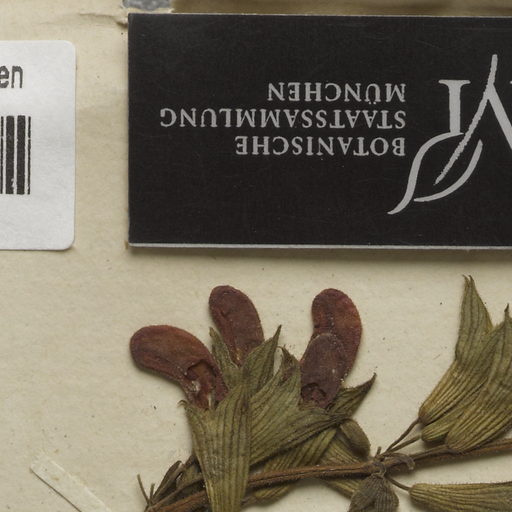 en
BOTANISCHE
STAATSSAMMLUNG
MÜNCHEN